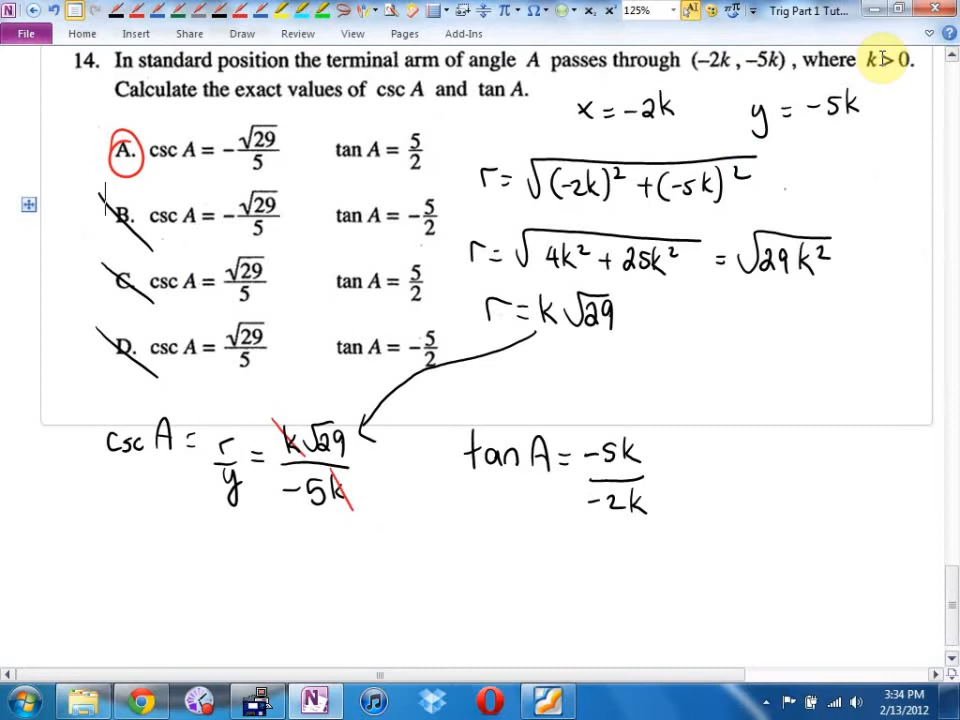 125%
Trig Part 1 Tut...
File Home Insert Share Draw Review View Pages Add-Ins
14. In standard position the terminal arm of angle A passes through (–2k , –5k) , where k > 0.
Calculate the exact values of csc A and tan A.
x = -2k y = -5k
A. csc A = –√29/5 tan A = 5/2
r = √(-2k)² + (-5k)²
B. csc A = –√29/5 tan A = –5/2
r = √4k² + 25k² = √29k²
C. csc A = √29/5 tan A = 5/2
r = k√29
D. csc A = √29/5 tan A = –5/2
csc A = r/y = k√29/-5k
tan A = -5k/-2k
3:34 PM
2/13/2012